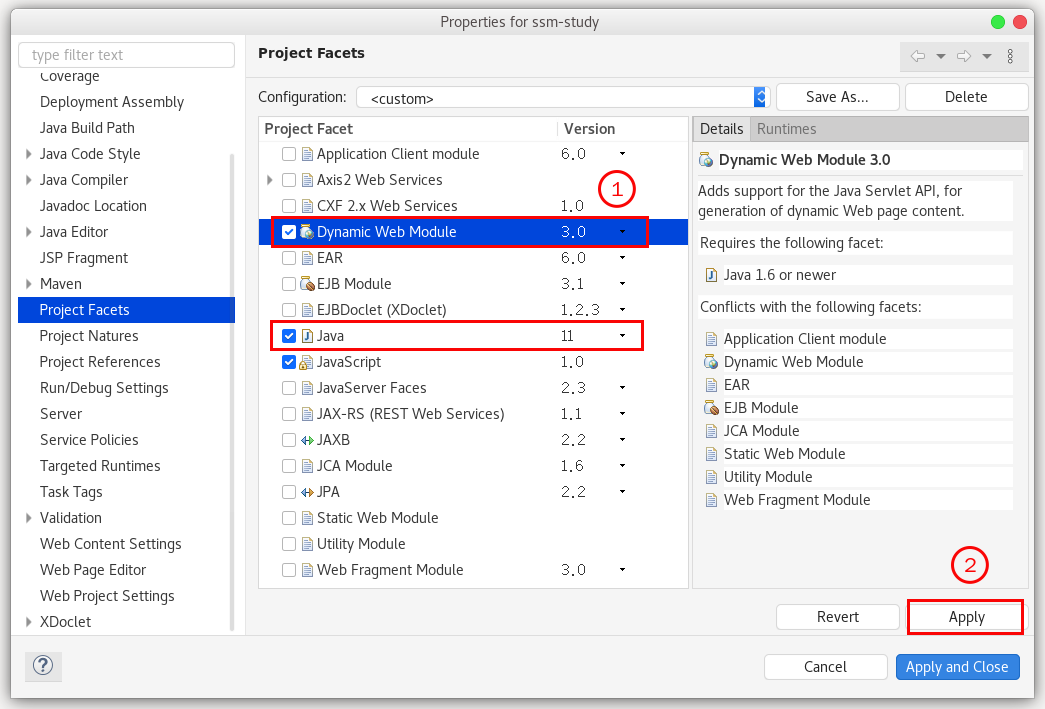 Properties for ssm-study
type filter text
Coverage
Deployment Assembly
Java Build Path
Java Code Style
Java Compiler
Javadoc Location
Java Editor
JSP Fragment
Maven
Project Facets
Project Natures
Project References
Run/Debug Settings
Server
Service Policies
Targeted Runtimes
Task Tags
Validation
Web Content Settings
Web Page Editor
Web Project Settings
XDoclet
Project Facets
Configuration: <custom> Save As... Delete
Project Facet Version
Application Client module 6.0
Axis2 Web Services
1
CXF 2.x Web Services 1.0
Dynamic Web Module 3.0
EAR 6.0
EJB Module 3.1
EJBDoclet (XDoclet) 1.2.3
Java 11
JavaScript 1.0
JavaServer Faces 2.3
JAX-RS (REST Web Services) 1.1
JAXB 2.2
JCA Module 1.6
JPA 2.2
Static Web Module
Utility Module
Web Fragment Module 3.0
Details Runtimes
Dynamic Web Module 3.0
Adds support for the Java Servlet API, for
generation of dynamic Web page content.
Requires the following facet:
Java 1.6 or newer
Conflicts with the following facets:
Application Client module
Dynamic Web Module
EAR
EJB Module
JCA Module
Static Web Module
Utility Module
Web Fragment Module
2
Revert Apply
? Cancel Apply and Close